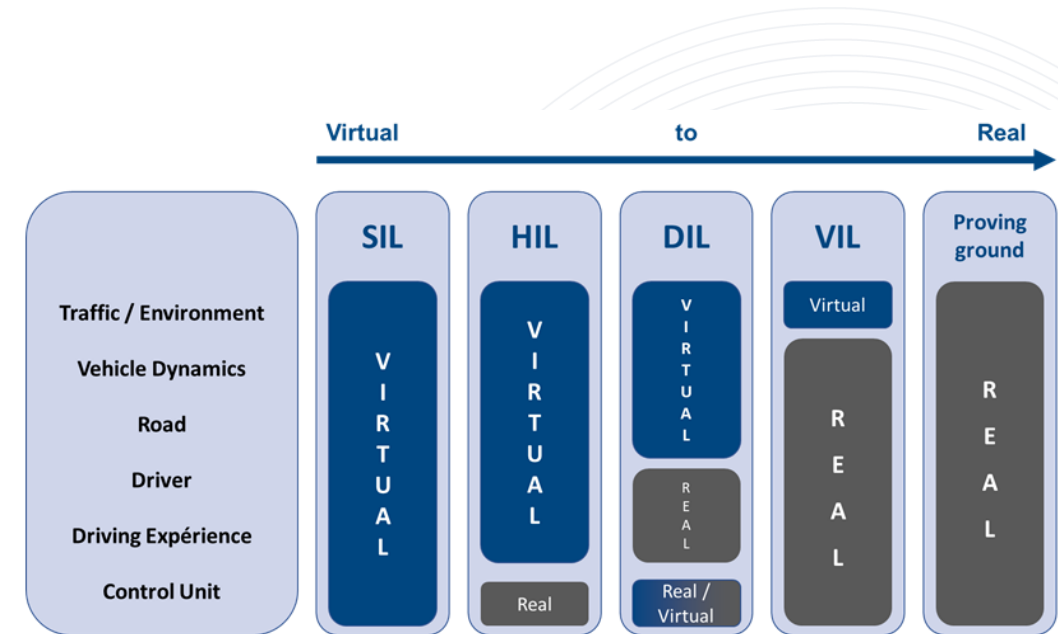 Virtual to Real
SIL
HIL
DIL
VIL
Proving
ground
Traffic / Environment
Vehicle Dynamics
Road
Driver
Driving Expérience
Control Unit
VIRTUAL
VIRTUAL
Real
VIRTUAL
REAL
Real /
Virtual
Virtual
REAL
REAL